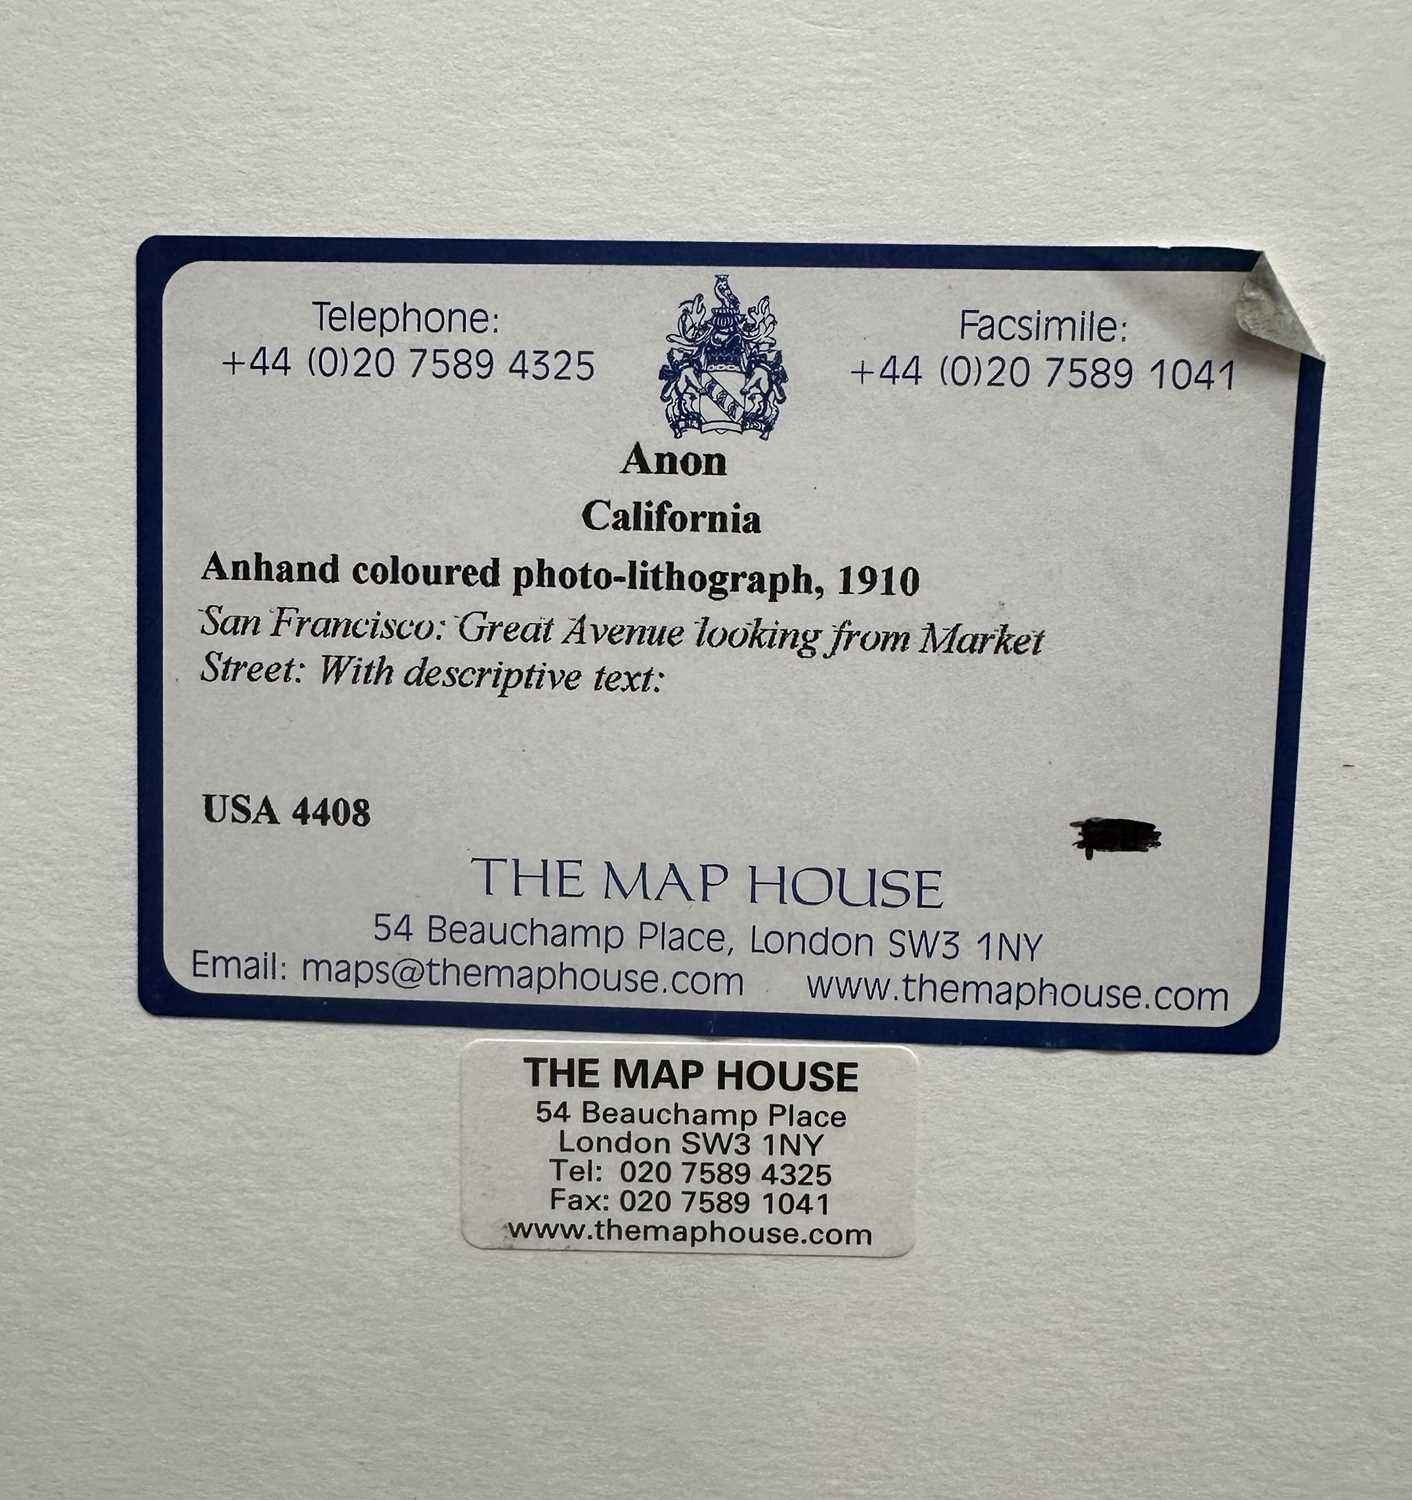 Telephone:
+44 (0)20 7589 4325
Facsimile:
+44 (0)20 7589 1041
Anon
California
Anhand coloured photo-lithograph, 1910
San Francisco: Great Avenue looking from Market
Street: With descriptive text:
USA 4408
THE MAP HOUSE
54 Beauchamp Place, London SW3 1NY
Email: maps@themaphouse.com www.themaphouse.com
THE MAP HOUSE
54 Beauchamp Place
London SW3 1NY
Tel: 020 7589 4325
Fax: 020 7589 1041
www.themaphouse.com